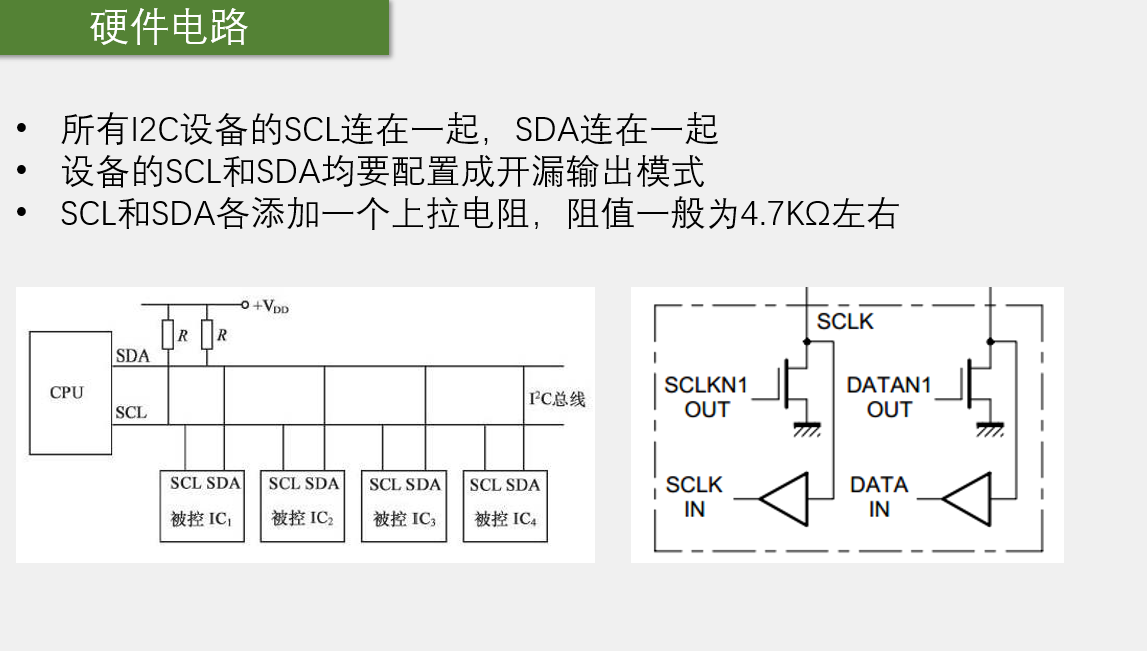 硬件电路
• 所有I2C设备的SCL连在一起，SDA连在一起
• 设备的SCL和SDA均要配置成开漏输出模式
• SCL和SDA各添加一个上拉电阻，阻值一般为4.7KΩ左右
+VDD
R R
SDA
CPU
SCL
I²C总线
SCL SDA
被控 IC1
SCL SDA
被控 IC2
SCL SDA
被控 IC3
SCL SDA
被控 IC4
SCLK
SCLKN1
OUT
DATAN1
OUT
SCLK
IN
DATA
IN